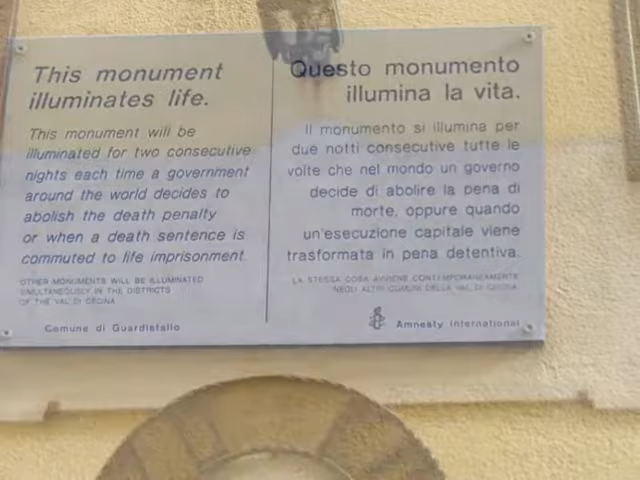 This monument
illuminates life.
This monument will be
illuminated for two consecutive
nights each time a government
around the world decides to
abolish the death penalty
or when a death sentence is
commuted to life imprisonment.
OTHER MONUMENTS WILL BE ILLUMINATED
SIMULTANEOUSLY IN THE DISTRICTS
OF THE VAL DI CECINA
Comune di Guardistallo
Questo monumento
illumina la vita.
Il monumento si illumina per
due notti consecutive tutte le
volte che nel mondo un governo
decide di abolire la pena di
morte, oppure quando
un'esecuzione capitale viene
trasformata in pena detentiva.
LA STESSA COSA AVVIENE CONTEMPORANEAMENTE
NEGLI ALTRI COMUNI DELLA VAL DI CECINA
Amnesty International